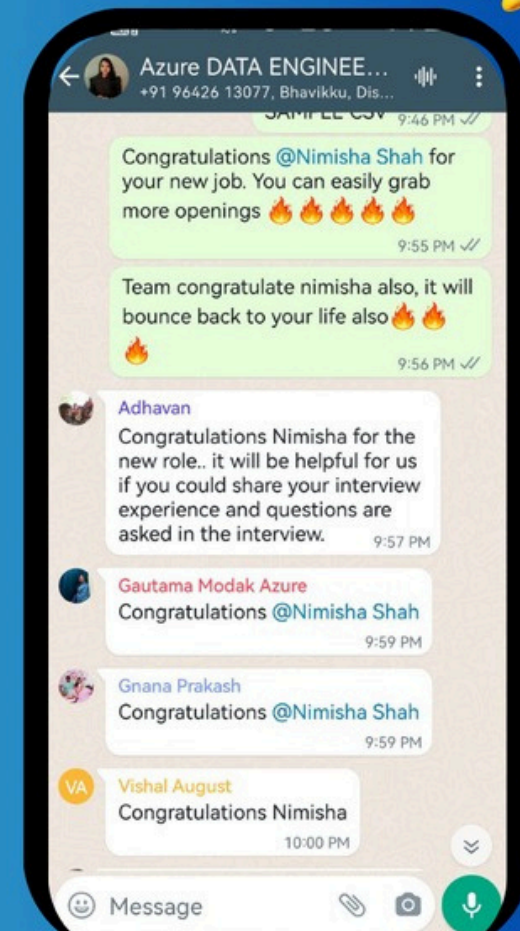 Azure DATA ENGINEE...
+91 96426 13077, Bhavikku, Dis...
SAMPLE CSV 9:46 PM
Congratulations @Nimisha Shah for
your new job. You can easily grab
more openings 🔥🔥🔥🔥🔥
9:55 PM
Team congratulate nimisha also, it will
bounce back to your life also🔥🔥
🔥
9:56 PM
Adhavan
Congratulations Nimisha for the
new role.. it will be helpful for us
if you could share your interview
experience and questions are
asked in the interview. 9:57 PM
Gautama Modak Azure
Congratulations @Nimisha Shah
9:59 PM
Gnana Prakash
Congratulations @Nimisha Shah
9:59 PM
VA
Vishal August
Congratulations Nimisha
10:00 PM
Message